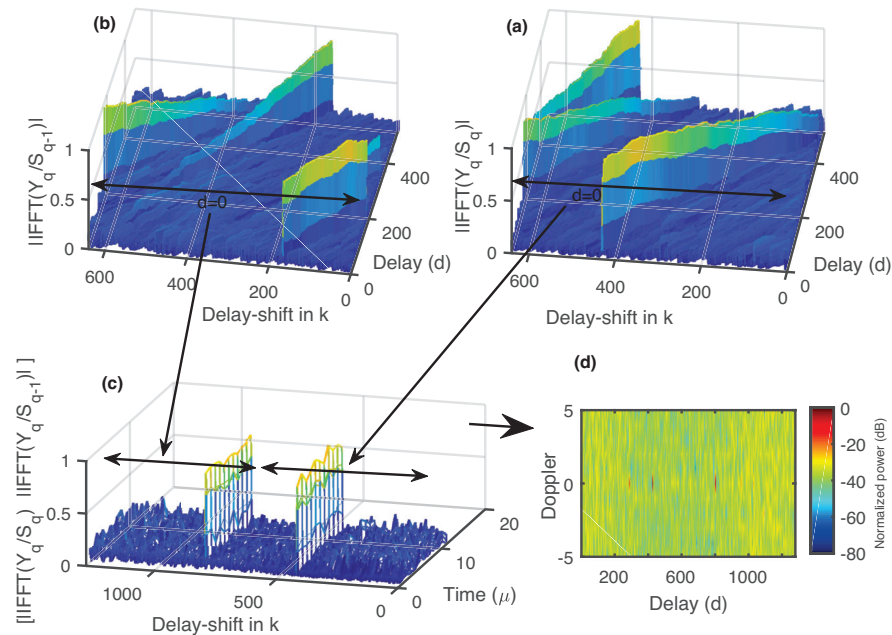 (b)
||IFFT(Y_q/S_{q-1})||
1
0.5
0
d=0
600
400
200
0
Delay-shift in k
0
200
400
Delay (d)
(a)
||IFFT(Y_q/S_{q-1})|
1
0.5
0
d=0
600
400
200
0
Delay-shift in k
0
200
400
Delay (d)
(c)
[||IFFT(Y_q/S_q) ||IFFT(Y_q/S_{q-1})| ]
1
0.5
0
1000
500
0
Delay-shift in k
0
10
20
Time (μ)
(d)
5
0
-5
Doppler
200
600
1000
Delay (d)
0
-20
-40
-60
-80
Normalized power (dB)